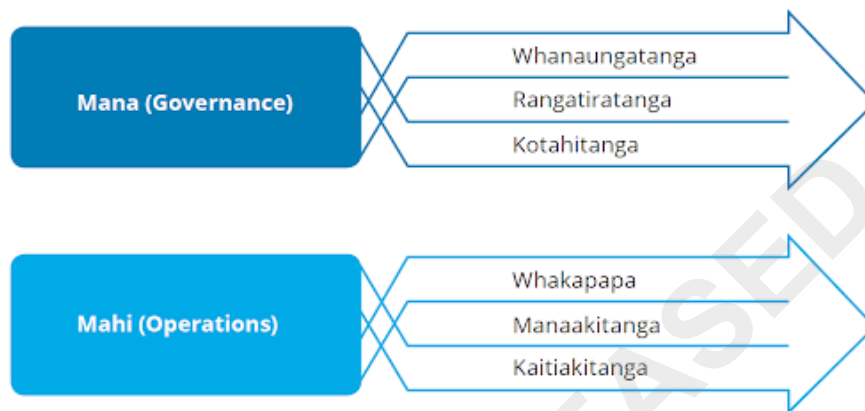 Mana (Governance)
Whanaungatanga
Rangatiratanga
Kotahitanga
Mahi (Operations)
Whakapapa
Manaakitanga
Kaitiakitanga